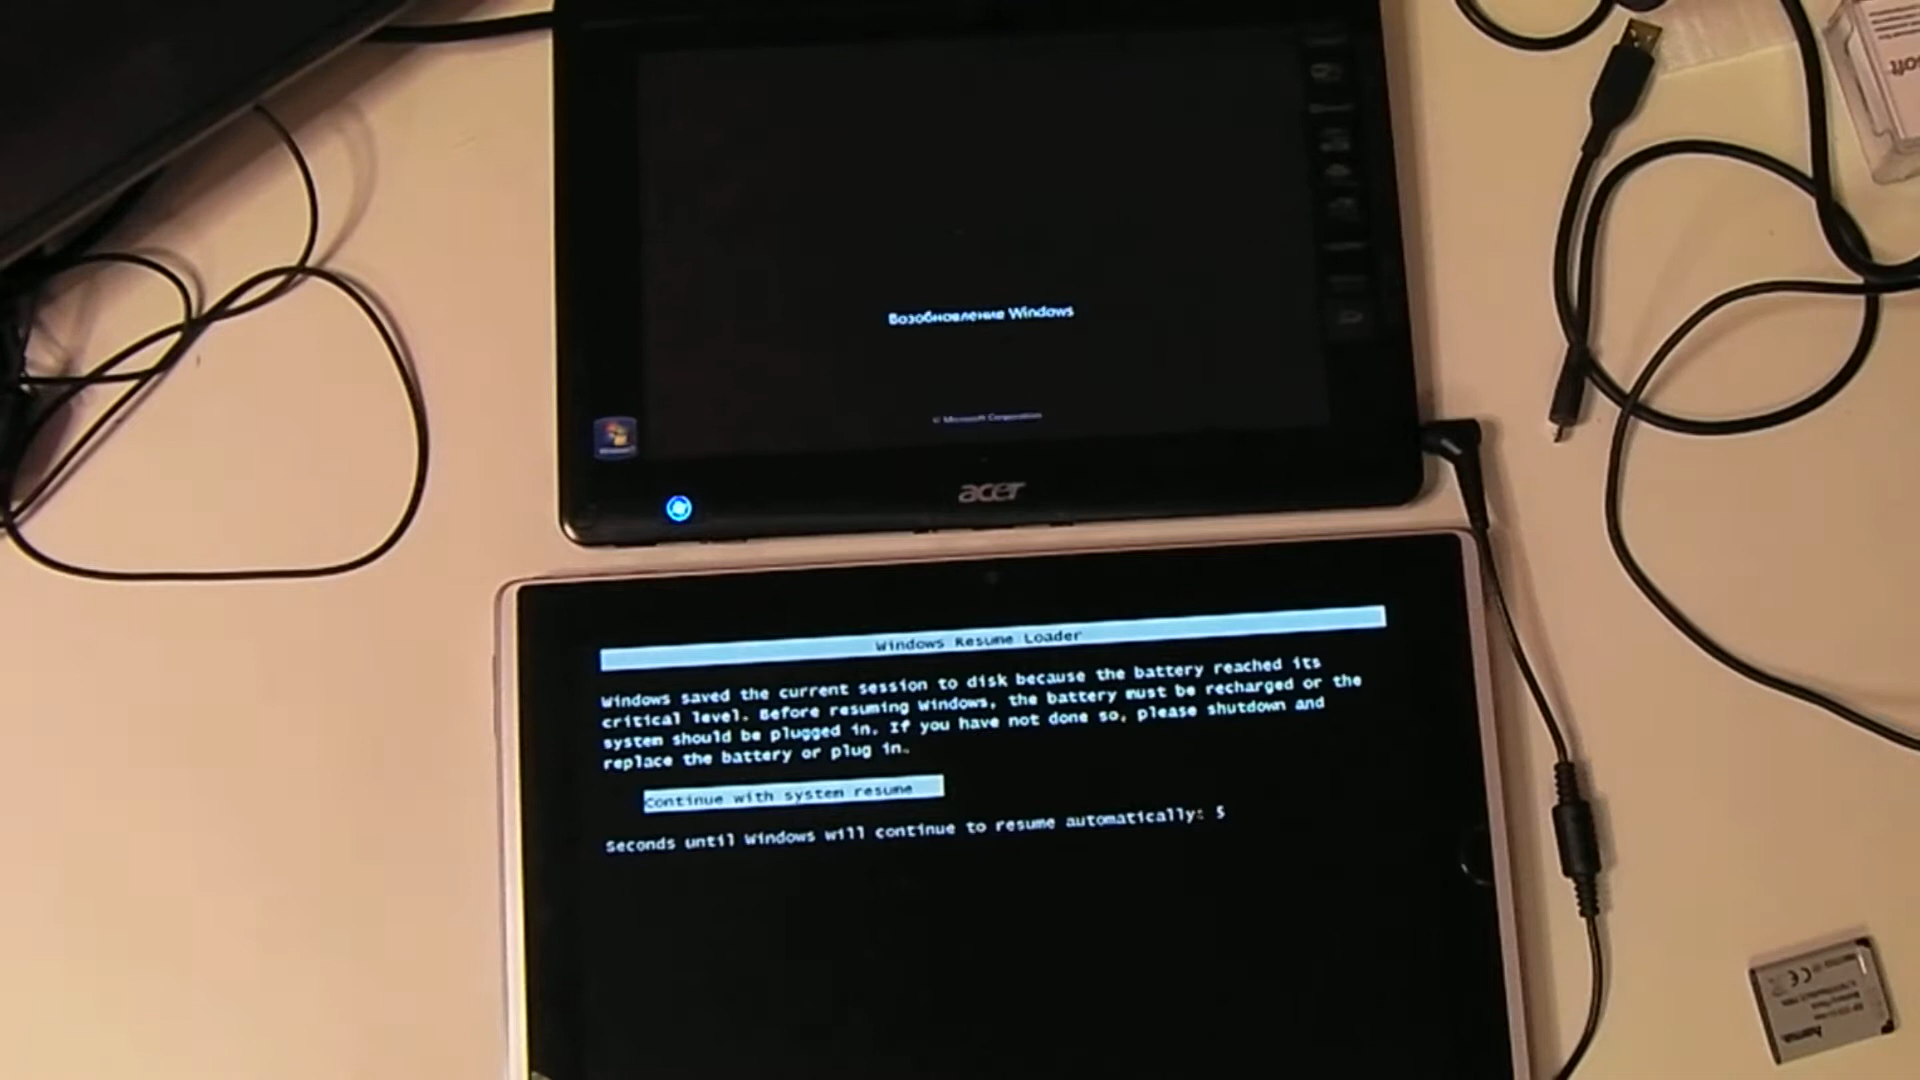 Возобновление Windows
© Microsoft Corporation
acer
Windows Resume Loader
Windows saved the current session to disk because the battery reached its
critical level. Before resuming Windows, the battery must be recharged or the
system should be plugged in. If you have not done so, please shutdown and
replace the battery or plug in.
Continue with system resume
Seconds until Windows will continue to resume automatically: 5
soft
hama